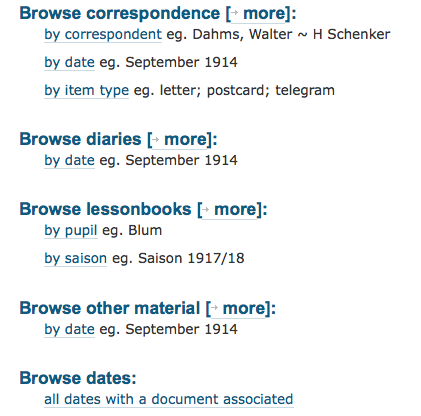 Browse correspondence [→ more]:
by correspondent eg. Dahms, Walter ~ H Schenker
by date eg. September 1914
by item type eg. letter; postcard; telegram
Browse diaries [→ more]:
by date eg. September 1914
Browse lessonbooks [→ more]:
by pupil eg. Blum
by saison eg. Saison 1917/18
Browse other material [→ more]:
by date eg. September 1914
Browse dates:
all dates with a document associated